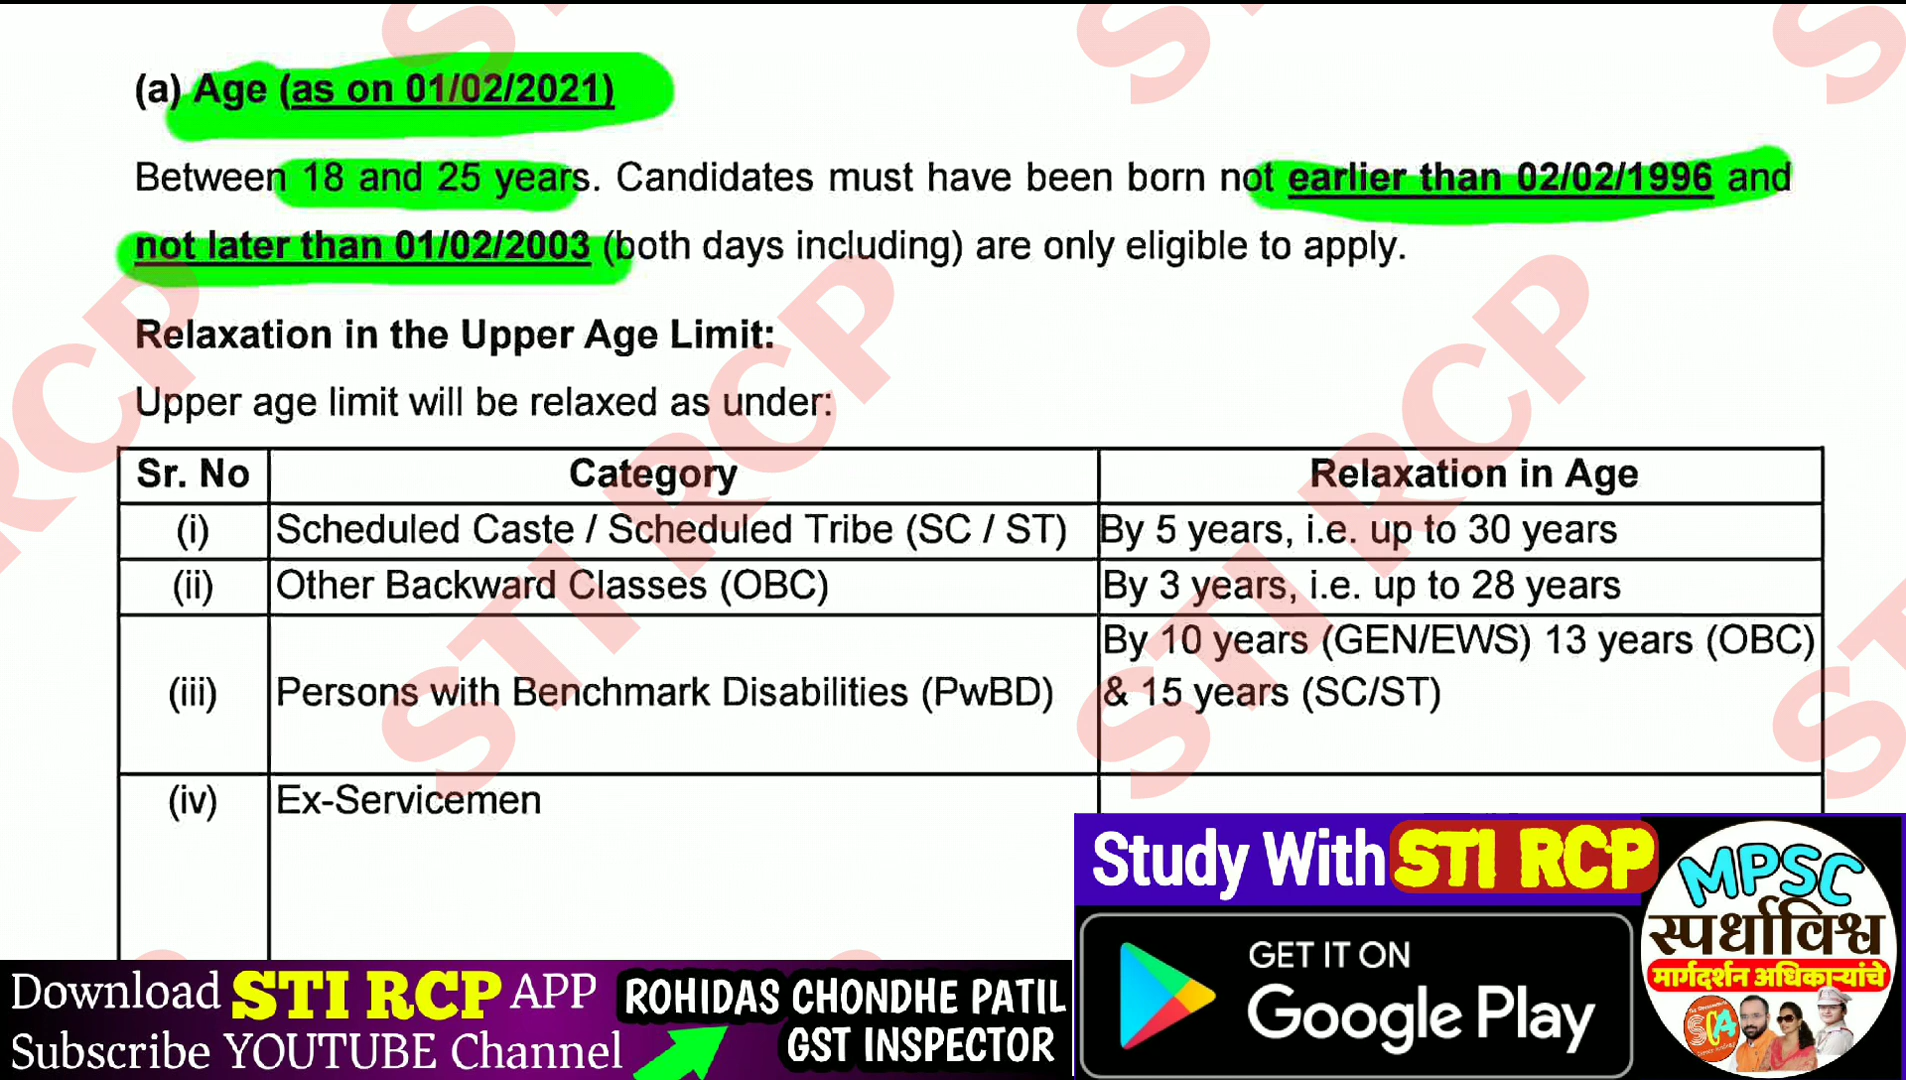 (a) Age (as on 01/02/2021)
Between 18 and 25 years. Candidates must have been born not earlier than 02/02/1996 and
not later than 01/02/2003 (both days including) are only eligible to apply.
Relaxation in the Upper Age Limit:
Upper age limit will be relaxed as under:
Sr. No Category Relaxation in Age
(i) Scheduled Caste / Scheduled Tribe (SC / ST) By 5 years, i.e. up to 30 years
(ii) Other Backward Classes (OBC) By 3 years, i.e. up to 28 years
(iii) Persons with Benchmark Disabilities (PwBD) By 10 years (GEN/EWS) 13 years (OBC)
& 15 years (SC/ST)
(iv) Ex-Servicemen
STI RCP
STI RCP
Study With STI RCP
GET IT ON
Google Play
MPSC
स्पर्धाविश्व
मार्गदर्शन अधिकाऱ्यांचे
SCA
Download STI RCP APP
Subscribe YOUTUBE Channel
ROHIDAS CHONDHE PATIL
GST INSPECTOR